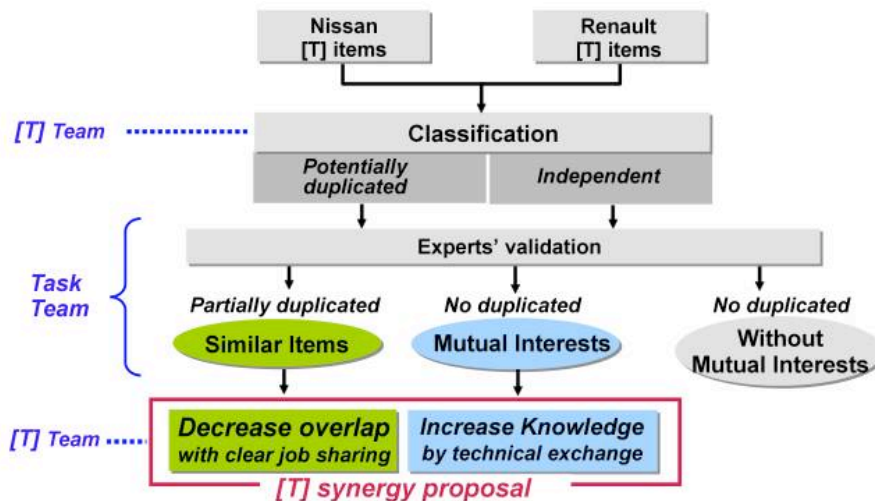 Nissan
[T] items
Renault
[T] items
[T] Team
Classification
Potentially
duplicated
Independent
Experts' validation
Task
Team
Partially duplicated
No duplicated
No duplicated
Similar Items
Mutual Interests
Without
Mutual Interests
[T] Team
Decrease overlap
with clear job sharing
Increase Knowledge
by technical exchange
[T] synergy proposal